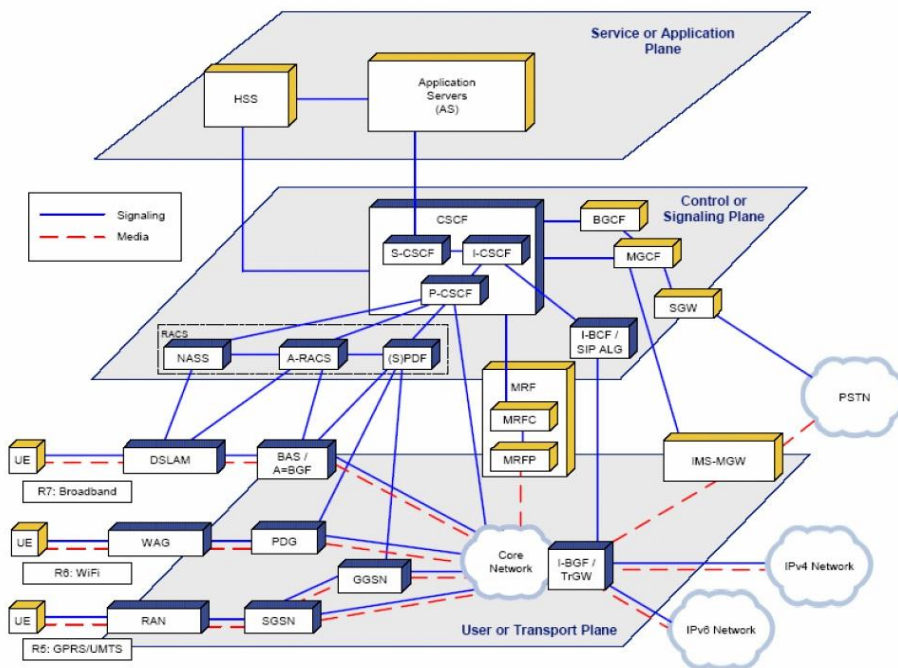 Service or Application
Plane
HSS
Application
Servers
(AS)
Signaling
Media
Control or
Signaling Plane
CSCF
BGCF
S-CSCF
I-CSCF
MGCF
P-CSCF
SGW
RACS
I-BCF /
SIP ALG
NASS
A-RACS
(S)PDF
MRF
PSTN
MRFC
UE
DSLAM
BAS /
A=BGF
MRFP
IMS-MGW
R7: Broadband
UE
WAG
PDG
Core
Network
I-BGF /
TrGW
IPv4 Network
R6: WiFi
GGSN
UE
RAN
SGSN
IPv6 Network
User or Transport Plane
R5: GPRS/UMTS